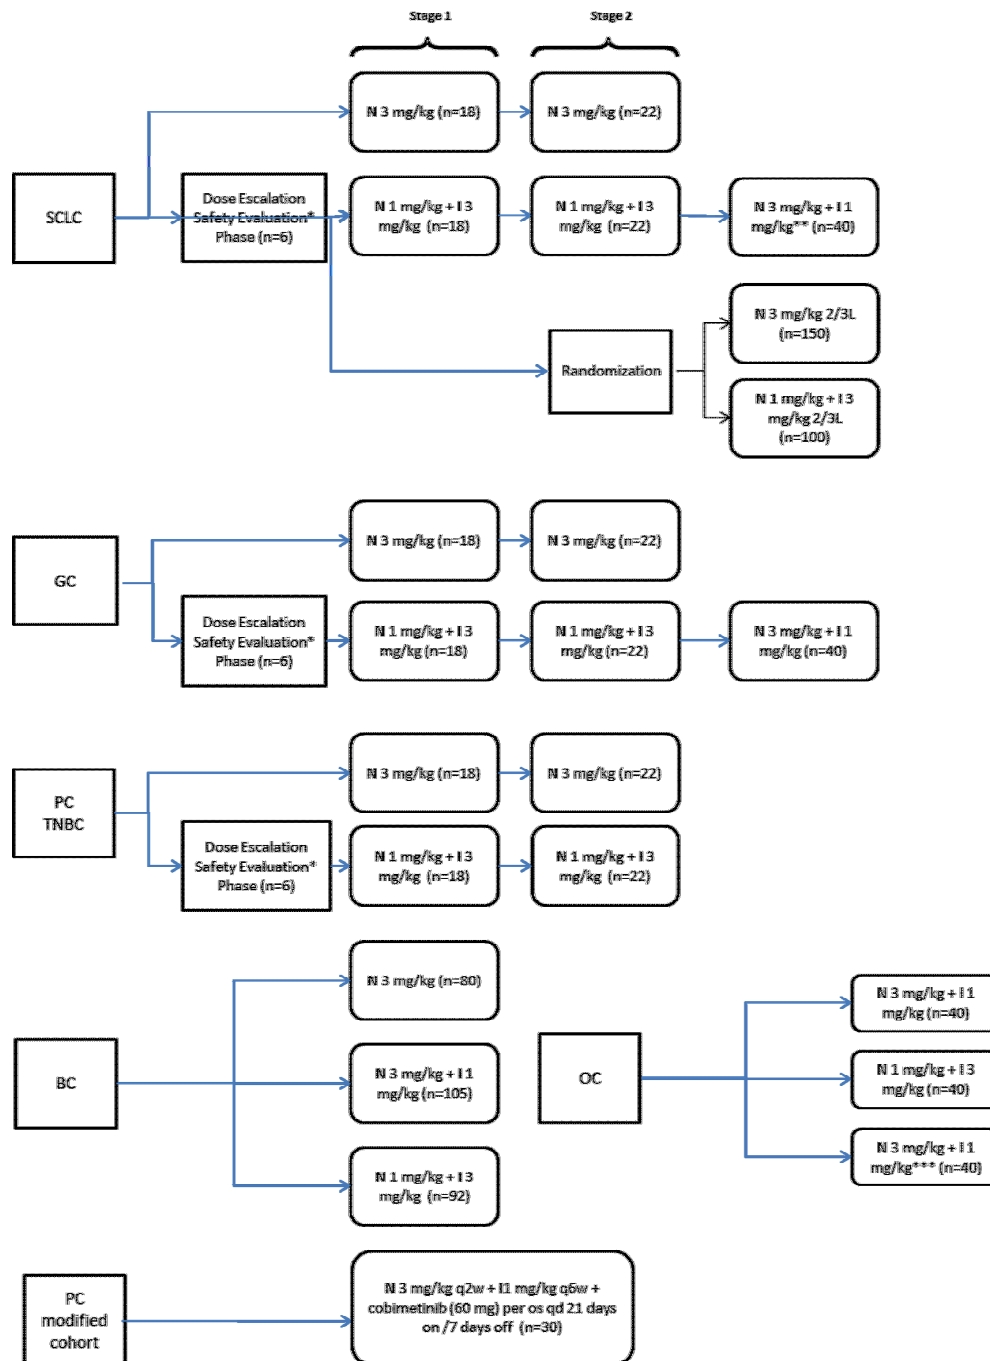 Stage 1
Stage 2
N 3 mg/kg (n=18)
N 3 mg/kg (n=22)
SCLC
Dose Escalation
Safety Evaluation*
Phase (n=6)
N 1 mg/kg + I 3
mg/kg (n=18)
N 1 mg/kg + I 3
mg/kg (n=22)
N 3 mg/kg + I 1
mg/kg** (n=40)
Randomization
N 3 mg/kg 2/3L
(n=150)
N 1 mg/kg + I 3
mg/kg 2/3L
(n=100)
GC
N 3 mg/kg (n=18)
N 3 mg/kg (n=22)
Dose Escalation
Safety Evaluation*
Phase (n=6)
N 1 mg/kg + I 3
mg/kg (n=18)
N 1 mg/kg + I 3
mg/kg (n=22)
N 3 mg/kg + I 1
mg/kg (n=40)
PC
TNBC
N 3 mg/kg (n=18)
N 3 mg/kg (n=22)
Dose Escalation
Safety Evaluation*
Phase (n=6)
N 1 mg/kg + I 3
mg/kg (n=18)
N 1 mg/kg + I 3
mg/kg (n=22)
BC
N 3 mg/kg (n=80)
N 3 mg/kg + I 1
mg/kg (n=105)
N 1 mg/kg + I 3
mg/kg (n=92)
OC
N 3 mg/kg + I 1
mg/kg (n=40)
N 1 mg/kg + I 3
mg/kg (n=40)
N 3 mg/kg + I 1
mg/kg*** (n=40)
PC
modified
cohort
N 3 mg/kg q2w + I1 mg/kg q6w +
cobimetinib (60 mg) per os qd 21 days
on /7 days off (n=30)